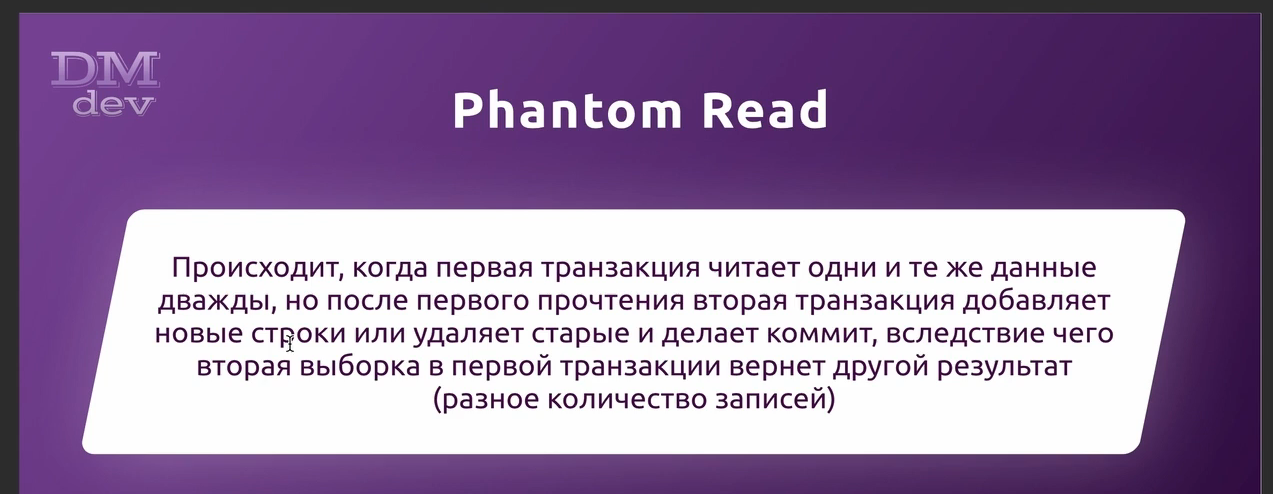 DM
dev
Phantom Read
Происходит, когда первая транзакция читает одни и те же данные
дважды, но после первого прочтения вторая транзакция добавляет
новые строки или удаляет старые и делает коммит, вследствие чего
вторая выборка в первой транзакции вернет другой результат
(разное количество записей)